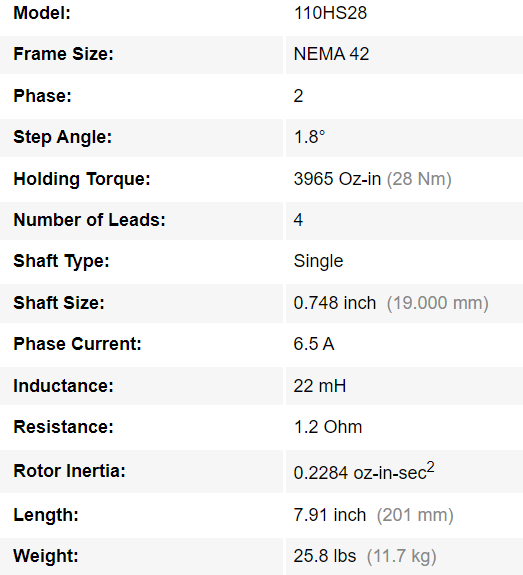 Model: 110HS28
Frame Size: NEMA 42
Phase: 2
Step Angle: 1.8°
Holding Torque: 3965 Oz-in (28 Nm)
Number of Leads: 4
Shaft Type: Single
Shaft Size: 0.748 inch (19.000 mm)
Phase Current: 6.5 A
Inductance: 22 mH
Resistance: 1.2 Ohm
Rotor Inertia: 0.2284 oz-in-sec²
Length: 7.91 inch (201 mm)
Weight: 25.8 lbs (11.7 kg)